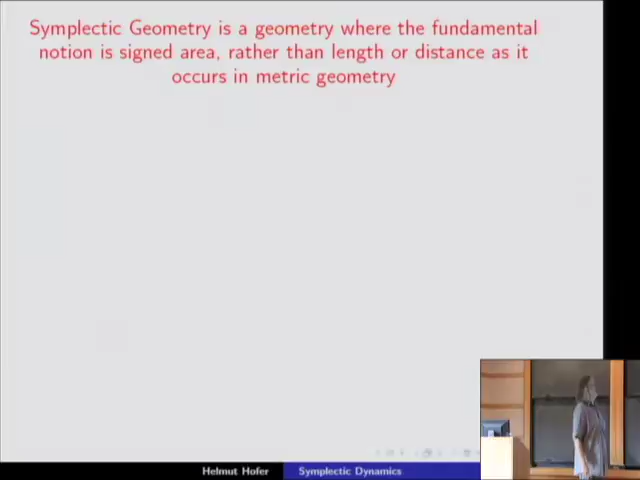 Symplectic Geometry is a geometry where the fundamental
notion is signed area, rather than length or distance as it
occurs in metric geometry
Helmut Hofer
Symplectic Dynamics